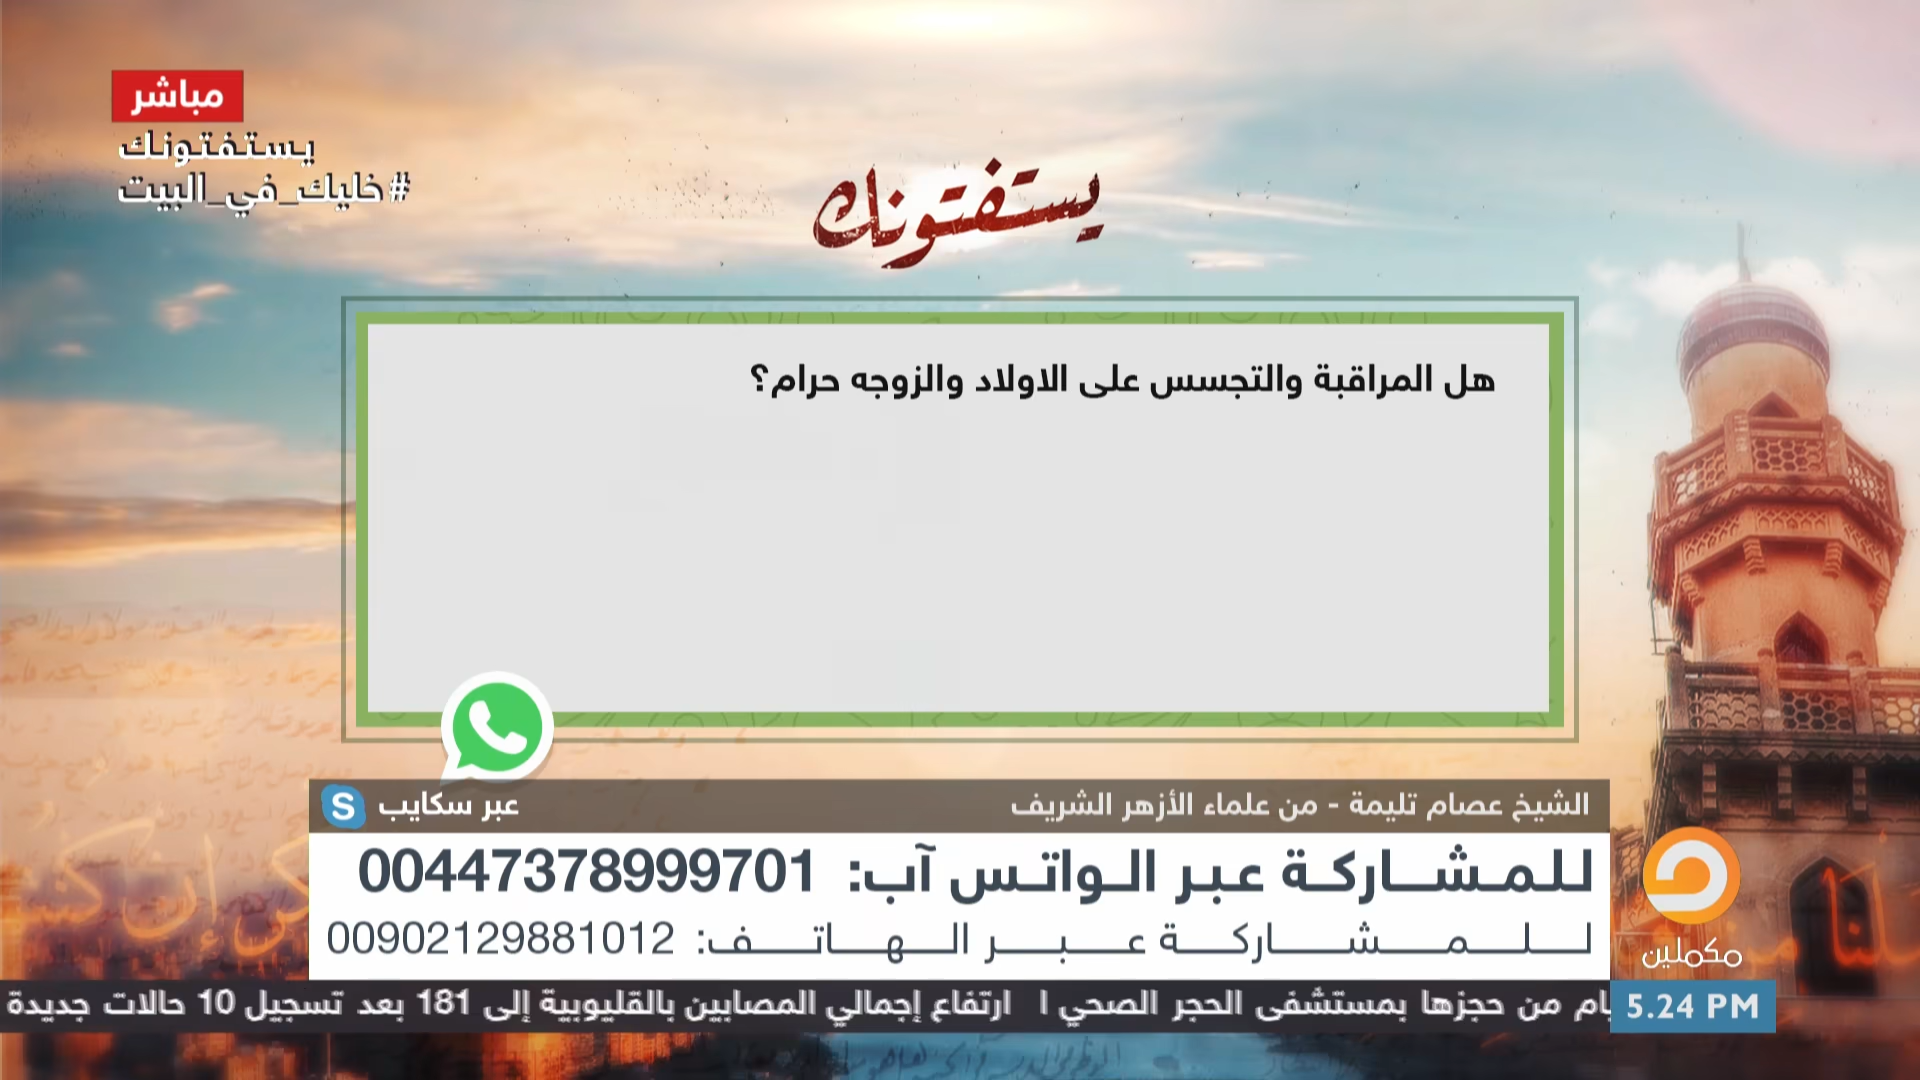 مباشر
يستفتونك
#خليك_في_البيت
يستفتونك
هل المراقبة والتجسس على الاولاد والزوجه حرام؟
الشيخ عصام تليمة - من علماء الأزهر الشريف
عبر سكايب
للمشاركة عبر الواتس آب: 00447378999701
للمشاركة عبر الهاتف: 00902129881012
مكملين
يام من حجزها بمستشفى الحجر الصحي ا ارتفاع إجمالي المصابين بالقليوبية إلى 181 بعد تسجيل 10 حالات جديدة
5.24 PM